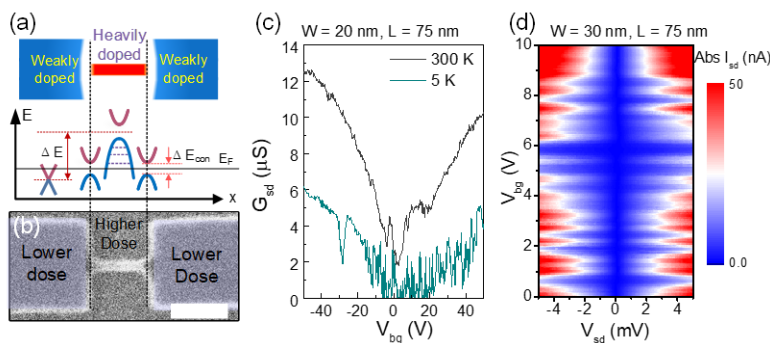 (a)
Weakly
doped
Heavily
doped
Weakly
doped
E
Δ E
Δ E_con
E_F
x
(b)
Lower
dose
Higher
Dose
Lower
Dose
(c)
W = 20 nm, L = 75 nm
300 K
5 K
G_sd (μS)
14
12
10
8
6
4
2
0
-40 -20 0 20 40
V_bg (V)
(d)
W = 30 nm, L = 75 nm
Abs I_sd (nA)
50
0.0
V_bg (V)
10
8
6
4
2
0
-4 -2 0 2 4
V_sd (mV)